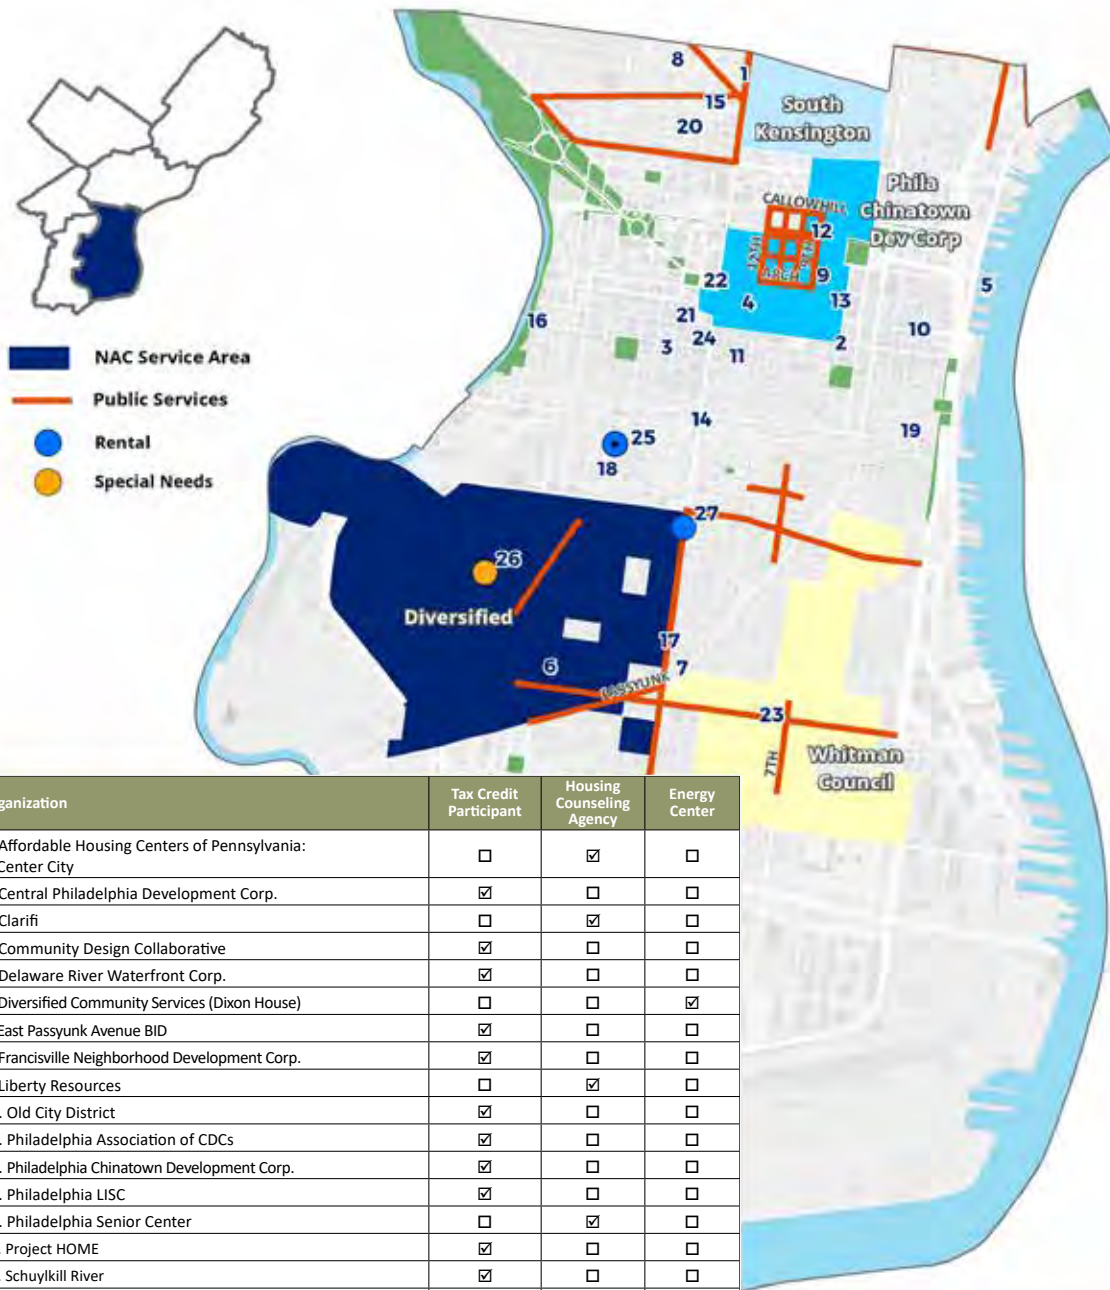 8
1
15
South
Kensington
20
Phila
Chinatown
Dev Corp
CALLOWHILL
12
12TH
9TH
ARCH
9
22
4
13
5
16
21
10
24
3
11
2
NAC Service Area
Public Services
Rental
Special Needs
14
25
19
18
27
26
Diversified
17
6
7
PASSYUNK
23
7TH
Whitman
Council
ganization
Tax Credit
Participant
Housing
Counseling
Agency
Energy
Center
Affordable Housing Centers of Pennsylvania:
Center City
☐ ☑ ☐
Central Philadelphia Development Corp. ☑ ☐ ☐
Clarifi ☐ ☑ ☐
Community Design Collaborative ☑ ☐ ☐
Delaware River Waterfront Corp. ☑ ☐ ☐
Diversified Community Services (Dixon House) ☐ ☐ ☑
East Passyunk Avenue BID ☑ ☐ ☐
Francisville Neighborhood Development Corp. ☑ ☐ ☐
Liberty Resources ☐ ☑ ☐
. Old City District ☑ ☐ ☐
. Philadelphia Association of CDCs ☑ ☐ ☐
. Philadelphia Chinatown Development Corp. ☑ ☐ ☐
. Philadelphia LISC ☑ ☐ ☐
. Philadelphia Senior Center ☐ ☑ ☐
. Project HOME ☑ ☐ ☐
. Schuylkill River ☑ ☐ ☐